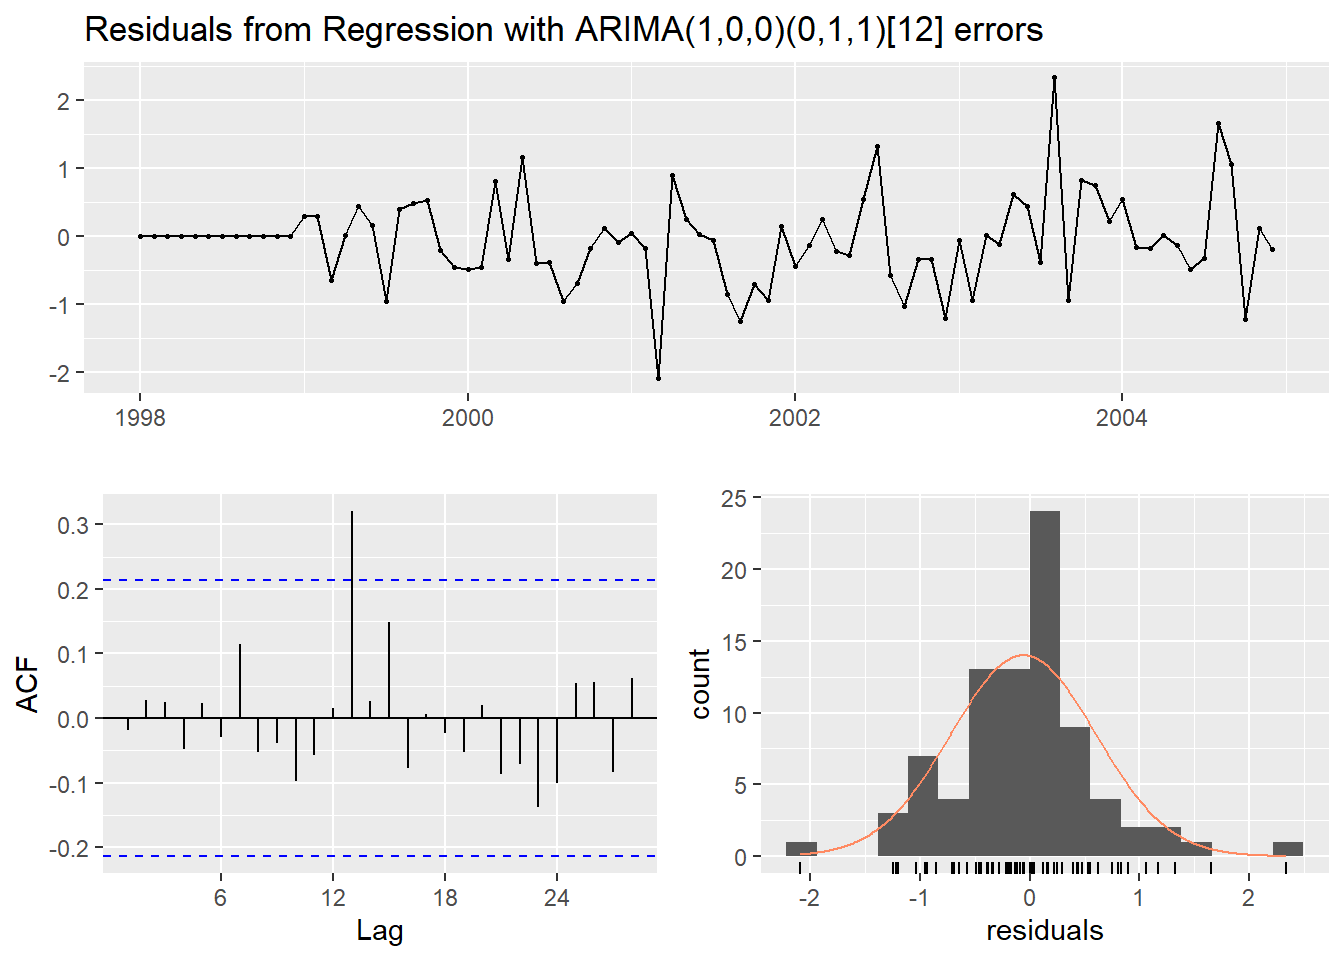 Residuals from Regression with ARIMA(1,0,0)(0,1,1)[12] errors
2
1
0
-1
-2
1998 2000 2002 2004
ACF
0.3
0.2
0.1
0.0
-0.1
-0.2
6 12 18 24
Lag
count
25
20
15
10
5
0
-2 -1 0 1 2
residuals